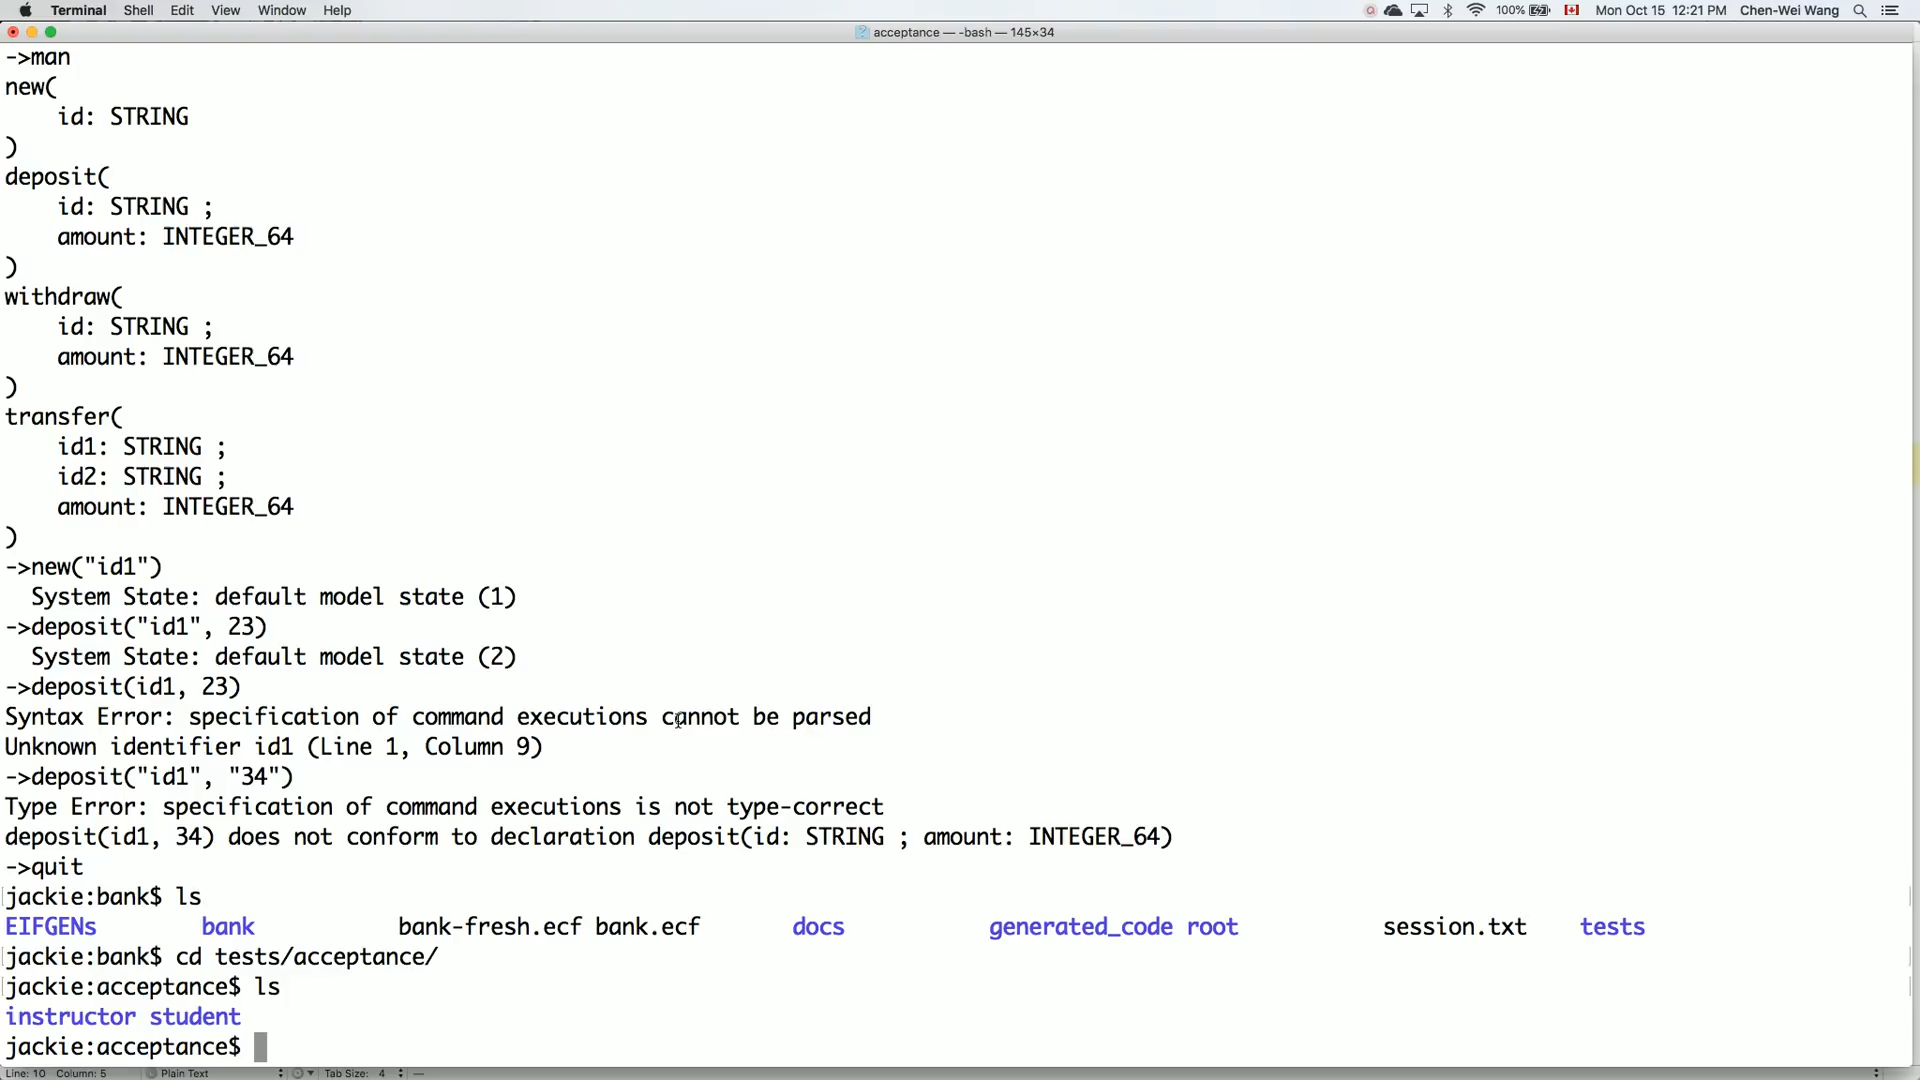 Terminal Shell Edit View Window Help 100% Mon Oct 15 12:21 PM Chen-Wei Wang
acceptance — -bash — 145×34
->man
new(
    id: STRING
)
deposit(
    id: STRING ;
    amount: INTEGER_64
)
withdraw(
    id: STRING ;
    amount: INTEGER_64
)
transfer(
    id1: STRING ;
    id2: STRING ;
    amount: INTEGER_64
)
->new("id1")
  System State: default model state (1)
->deposit("id1", 23)
  System State: default model state (2)
->deposit(id1, 23)
Syntax Error: specification of command executions cannot be parsed
Unknown identifier id1 (Line 1, Column 9)
->deposit("id1", "34")
Type Error: specification of command executions is not type-correct
deposit(id1, 34) does not conform to declaration deposit(id: STRING ; amount: INTEGER_64)
->quit
jackie:bank$ ls
EIFGENs bank bank-fresh.ecf bank.ecf docs generated_code root session.txt tests
jackie:bank$ cd tests/acceptance/
jackie:acceptance$ ls
instructor student
jackie:acceptance$
Line: 10 Column: 5 Plain Text Tab Size: 4 —